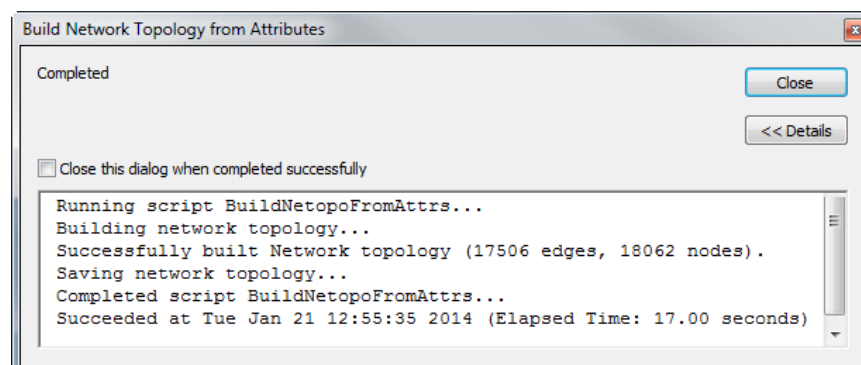 Build Network Topology from Attributes
Completed
Close
<< Details
Close this dialog when completed successfully
Running script BuildNetopoFromAttrs...
Building network topology...
Successfully built Network topology (17506 edges, 18062 nodes).
Saving network topology...
Completed script BuildNetopoFromAttrs...
Succeeded at Tue Jan 21 12:55:35 2014 (Elapsed Time: 17.00 seconds)